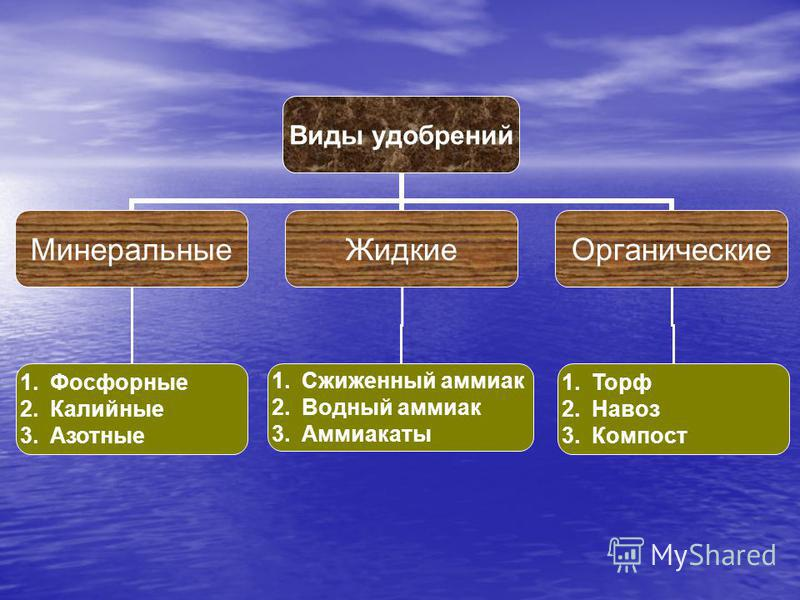 Виды удобрений
Минеральные
Жидкие
Органические
1. Фосфорные
2. Калийные
3. Азотные
1. Сжиженный аммиак
2. Водный аммиак
3. Аммиакаты
1. Торф
2. Навоз
3. Компост
MyShared